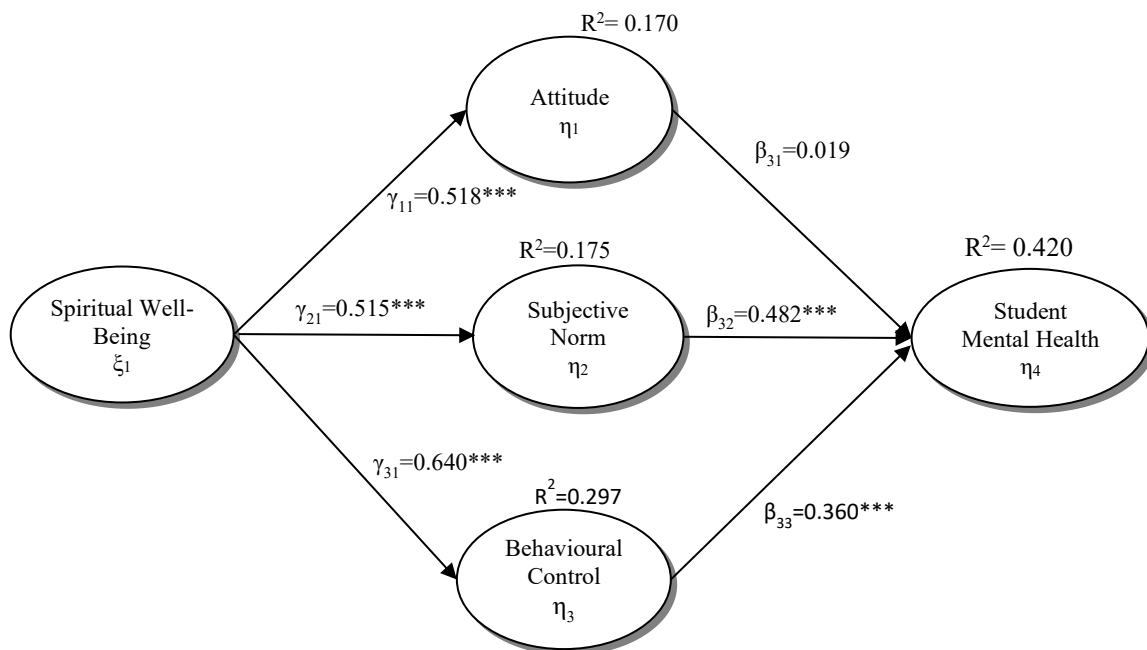 R²= 0.170
Attitude
η1
β31=0.019
γ11=0.518***
R²=0.175
R²= 0.420
Spiritual Well-
Being
ξ1
γ21=0.515***
Subjective
Norm
η2
β32=0.482***
Student
Mental Health
η4
γ31=0.640***
R²=0.297
β33=0.360***
Behavioural
Control
η3